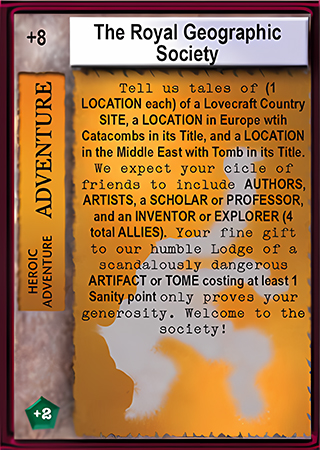 +8
The Royal Geographic
Society
HEROIC
ADVENTURE
ADVENTURE
Tell us tales of (1
LOCATION each) of a Lovecraft Country
SITE, a LOCATION in Europe wtih
Catacombs in its Title, and a LOCATION
in the Middle East with Tomb in its Title.
We expect your cicle of
friends to include AUTHORS,
ARTISTS, a SCHOLAR or PROFESSOR,
and an INVENTOR or EXPLORER (4
total ALLIES). Your fine gift
to our humble Lodge of a
scandalously dangerous
ARTIFACT or TOME costing at least 1
Sanity point only proves your
generosity. Welcome to the
society!
+2